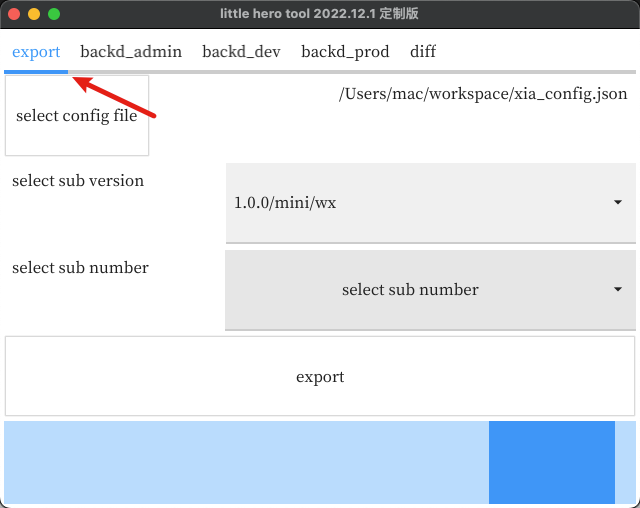 little hero tool 2022.12.1 定制版
export backd_admin backd_dev backd_prod diff
select config file
/Users/mac/workspace/xia_config.json
select sub version
1.0.0/mini/wx
select sub number
select sub number
export